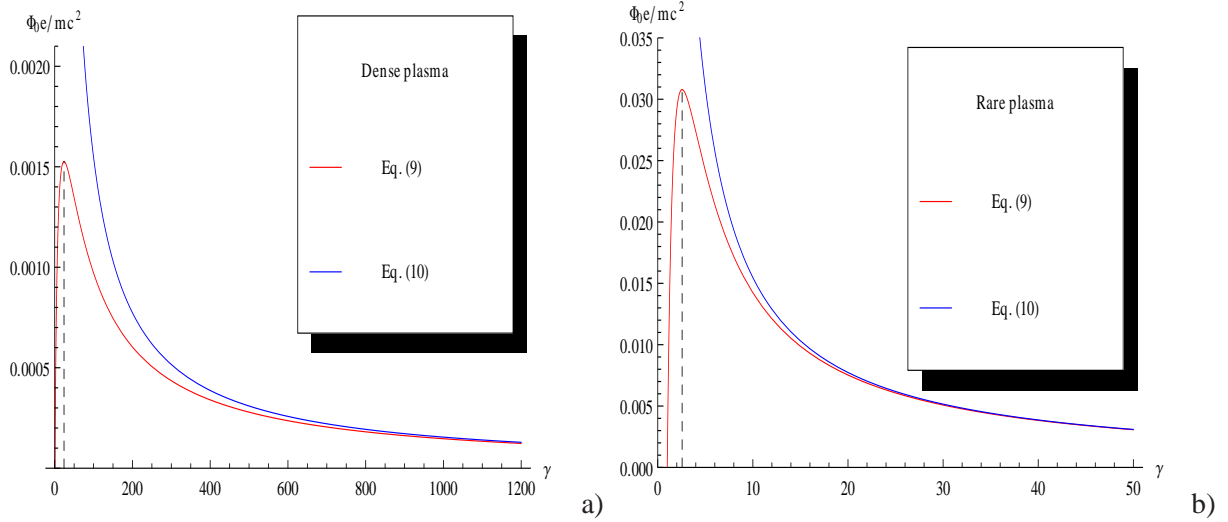 Φ₀e/mc²
0.0020
0.0015
0.0010
0.0005
0 200 400 600 800 1000 1200
γ
Dense plasma
Eq. (9)
Eq. (10)
a)
Φ₀e/mc²
0.035
0.030
0.025
0.020
0.015
0.010
0.005
0.000
0 10 20 30 40 50
γ
Rare plasma
Eq. (9)
Eq. (10)
b)